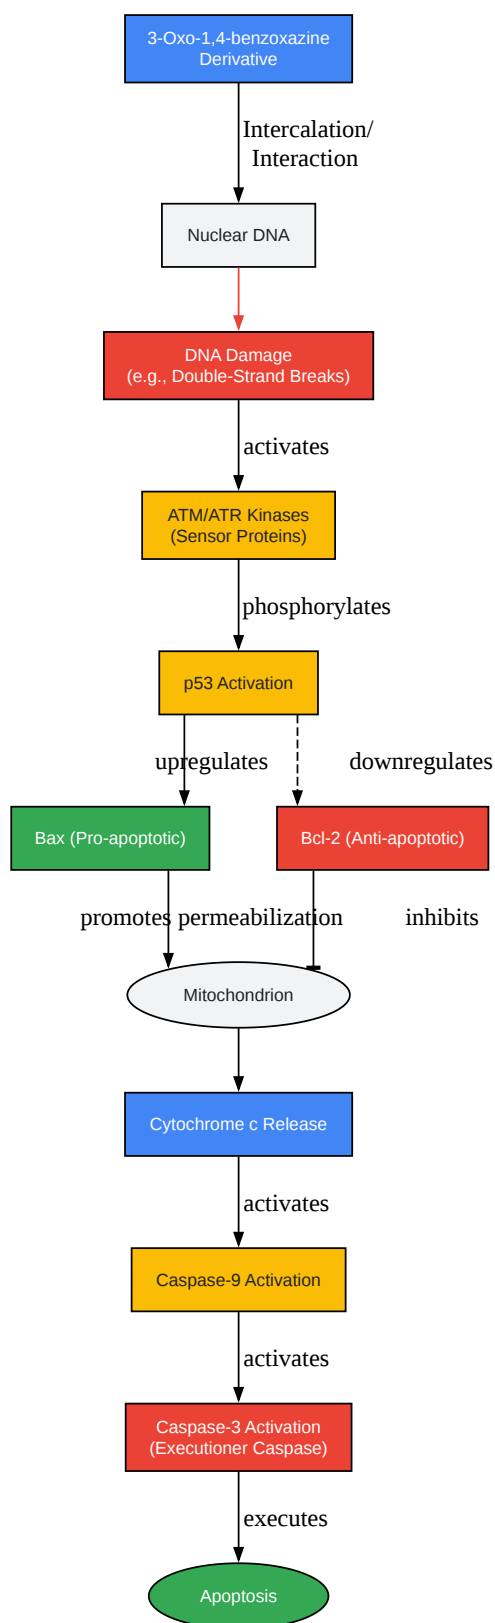 3-Oxo-1,4-benzoxazine
Derivative
Intercalation/
Interaction
Nuclear DNA
DNA Damage
(e.g., Double-Strand Breaks)
activates
ATM/ATR Kinases
(Sensor Proteins)
phosphorylates
p53 Activation
upregulates
downregulates
Bax (Pro-apoptotic)
Bcl-2 (Anti-apoptotic)
promotes permeabilization
inhibits
Mitochondrion
Cytochrome c Release
activates
Caspase-9 Activation
activates
Caspase-3 Activation
(Executioner Caspase)
executes
Apoptosis